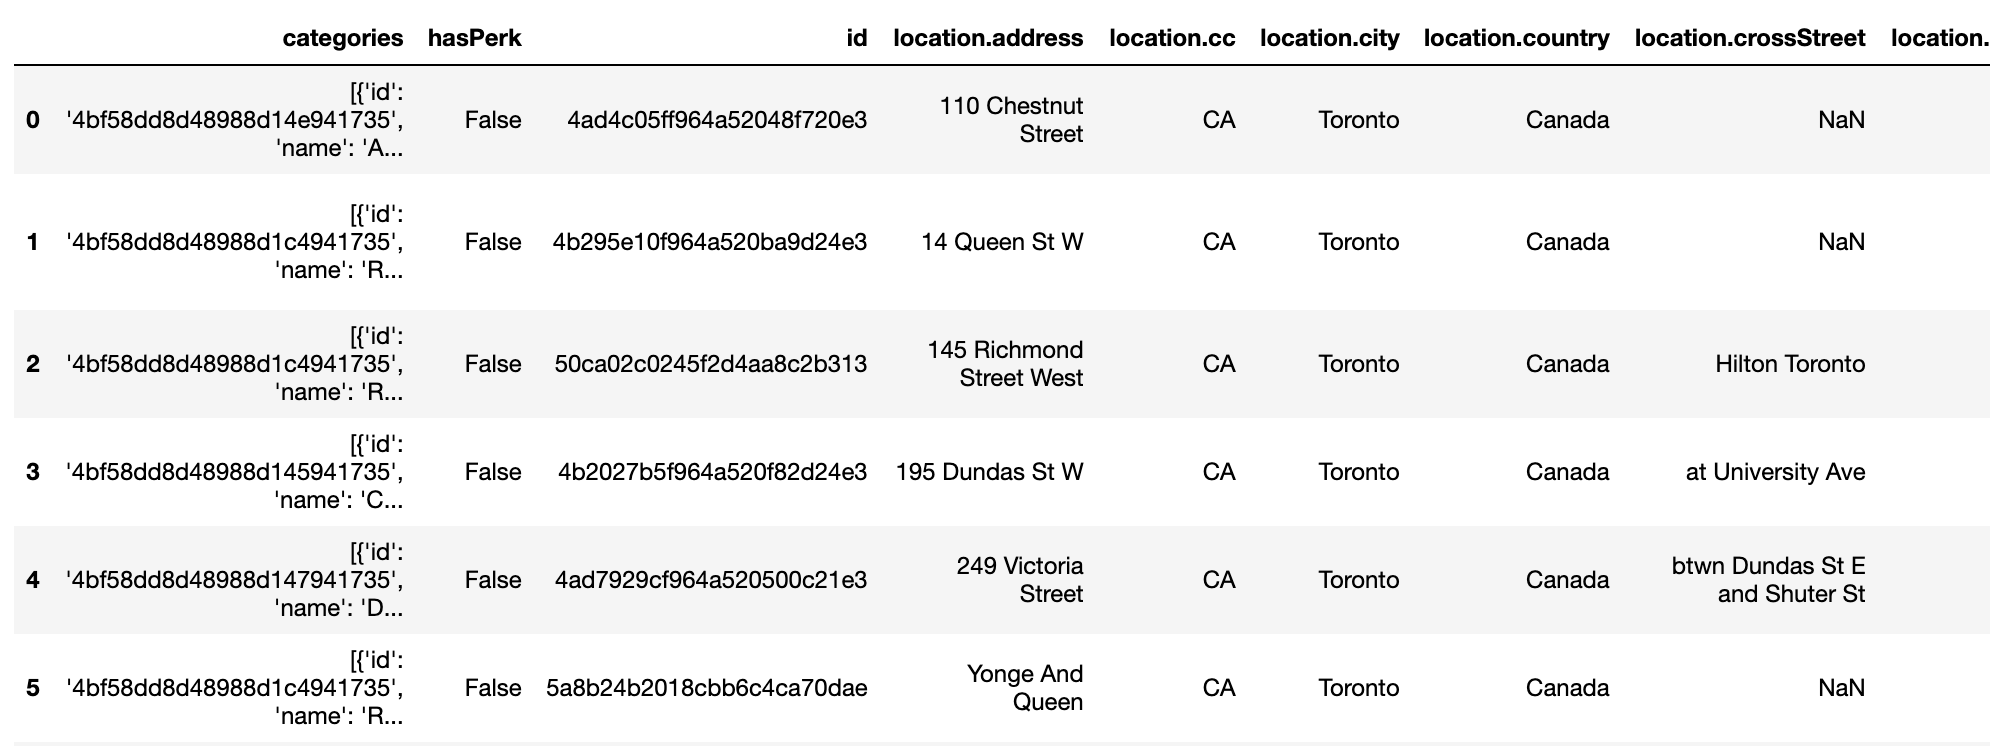 categories hasPerk id location.address location.cc location.city location.country location.crossStreet location.
[{'id':
0 '4bf58dd8d48988d14e941735', False 4ad4c05ff964a52048f720e3 110 Chestnut Street CA Toronto Canada NaN
'name': 'A...
[{'id':
1 '4bf58dd8d48988d1c4941735', False 4b295e10f964a520ba9d24e3 14 Queen St W CA Toronto Canada NaN
'name': 'R...
[{'id':
2 '4bf58dd8d48988d1c4941735', False 50ca02c0245f2d4aa8c2b313 145 Richmond Street West CA Toronto Canada Hilton Toronto
'name': 'R...
[{'id':
3 '4bf58dd8d48988d145941735', False 4b2027b5f964a520f82d24e3 195 Dundas St W CA Toronto Canada at University Ave
'name': 'C...
[{'id':
4 '4bf58dd8d48988d147941735', False 4ad7929cf964a520500c21e3 249 Victoria Street CA Toronto Canada btwn Dundas St E and Shuter St
'name': 'D...
[{'id':
5 '4bf58dd8d48988d1c4941735', False 5a8b24b2018cbb6c4ca70dae Yonge And Queen CA Toronto Canada NaN
'name': 'R...